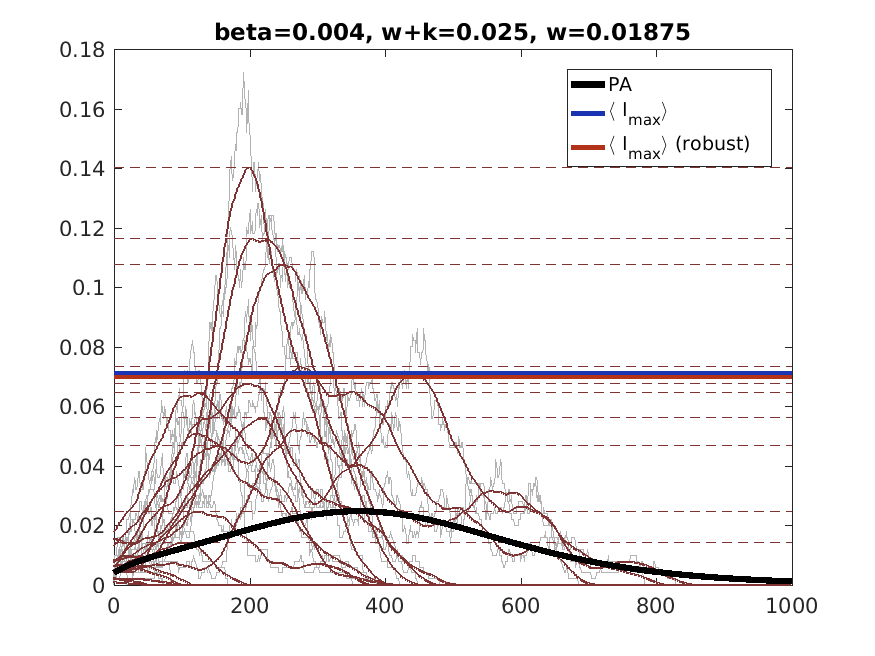 beta=0.004, w+k=0.025, w=0.01875
0.18
0.16
0.14
0.12
0.1
0.08
0.06
0.04
0.02
0
PA
⟨ I_max⟩
⟨ I_max⟩ (robust)
0 200 400 600 800 1000